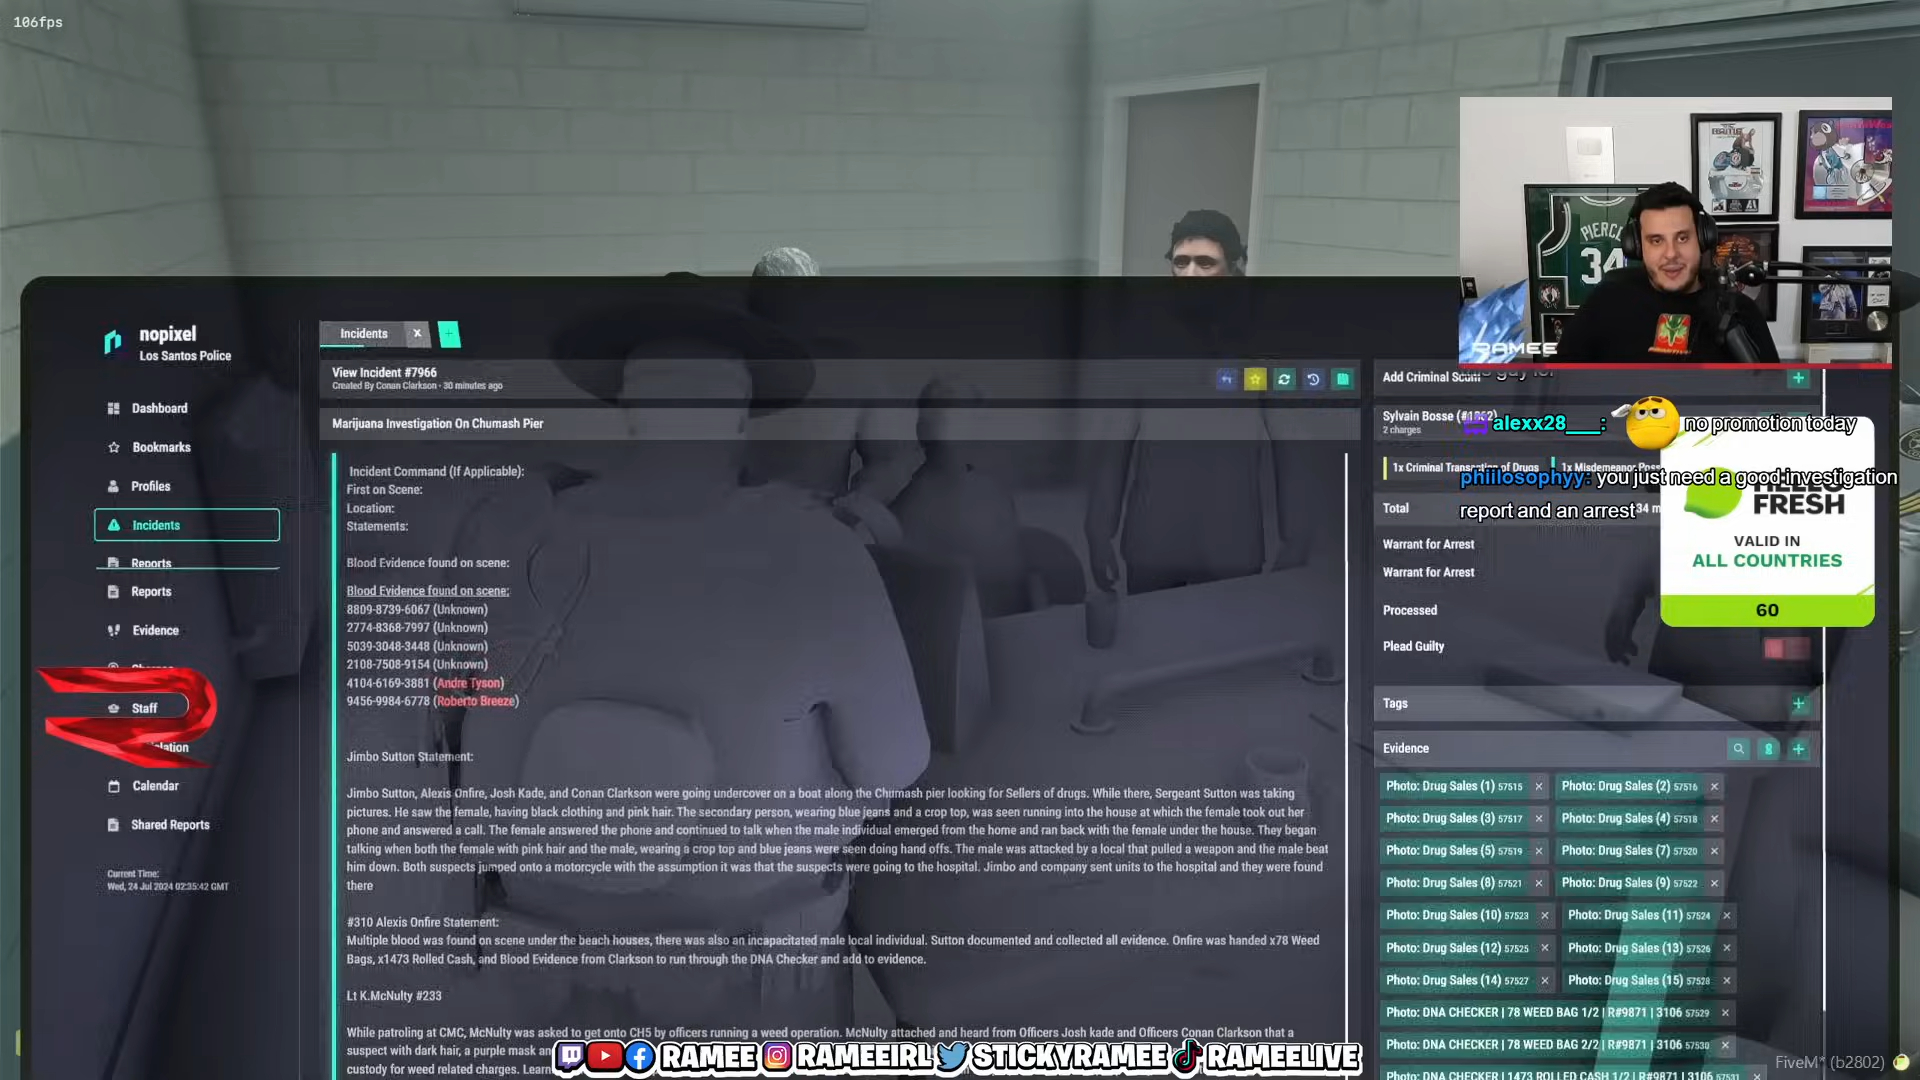 106fps
nopixel
Los Santos Police
Dashboard
Bookmarks
Profiles
Incidents
Reports
Reports
Evidence
Staff
Calendar
Shared Reports
Current Time:
Wed, 24 Jul 2024 02:35:42 GMT
Incidents x +
View Incident #7966
Created By Conan Clarkson - 30 minutes ago
Marijuana Investigation On Chumash Pier
Incident Command (If Applicable):
First on Scene:
Location:
Statements:
Blood Evidence found on scene:
Blood Evidence found on scene:
8809-8739-6067 (Unknown)
2774-8368-7997 (Unknown)
5039-3048-3448 (Unknown)
2108-7508-9154 (Unknown)
4104-6169-3881 (Andre Tyson)
9456-9984-6778 (Roberto Breeze)
Jimbo Sutton Statement:
Jimbo Sutton, Alexis Onfire, Josh Kade, and Conan Clarkson were going undercover on a boat along the Chumash pier looking for Sellers of drugs. While there, Sergeant Sutton was taking
pictures. He saw the female, having black clothing and pink hair. The secondary person, wearing blue jeans and a crop top, was seen running into the house at which the female took out her
phone and answered a call. The female answered the phone and continued to talk when the male individual emerged from the home and ran back with the female under the house. They began
talking when both the female with pink hair and the male, wearing a crop top and blue jeans were seen doing hand offs. The male was attacked by a local that pulled a weapon and the male beat
him down. Both suspects jumped onto a motorcycle with the assumption it was that the suspects were going to the hospital. Jimbo and company sent units to the hospital and they were found
there
#310 Alexis Onfire Statement:
Multiple blood was found on scene under the beach houses, there was also an incapacitated male local individual. Sutton documented and collected all evidence. Onfire was handed x78 Weed
Bags, x1473 Rolled Cash, and Blood Evidence from Clarkson to run through the DNA Checker and add to evidence.
Lt K.McNulty #233
While patroling at CMC, McNulty was asked to get onto CH5 by officers running a weed operation. McNulty attached and heard from Officers Josh kade and Officers Conan Clarkson that a
suspect with dark hair, a purple mask
custody for weed related charges.
PIERCE
34
RAMEE
Add Criminal Scum +
Sylvain Bosse
2 charges
1x Criminal Transaction of Drugs 1x Misdemeanor
Total
Warrant for Arrest
Warrant for Arrest
Processed
Plead Guilty
Tags +
Evidence +
Photo: Drug Sales (1) 57515 × Photo: Drug Sales (2) 57516 ×
Photo: Drug Sales (3) 57517 × Photo: Drug Sales (4) 57518 ×
Photo: Drug Sales (5) 57519 × Photo: Drug Sales (7) 57520 ×
Photo: Drug Sales (8) 57521 × Photo: Drug Sales (9) 57522 ×
Photo: Drug Sales (10) 57523 × Photo: Drug Sales (11) 57524 ×
Photo: Drug Sales (12) 57525 × Photo: Drug Sales (13) 57526 ×
Photo: Drug Sales (14) 57527 × Photo: Drug Sales (15) 57528 ×
Photo: DNA CHECKER | 78 WEED BAG 1/2 | R#9871 | 3106 57529 ×
Photo: DNA CHECKER | 78 WEED BAG 2/2 | R#9871 | 3106 57530 ×
Photo: DNA CHECKER | 1473 ROLLED CASH 1/2 | R#9871 | 3106 57531 ×
alexx28___: no promotion today
phiilosophyy: you just need a good investigation
report and an arrest
FRESH
VALID IN
ALL COUNTRIES
60
RAMEE RAMEEIRL STICKYRAMEE RAMEELIVE
FiveM* (b2802)